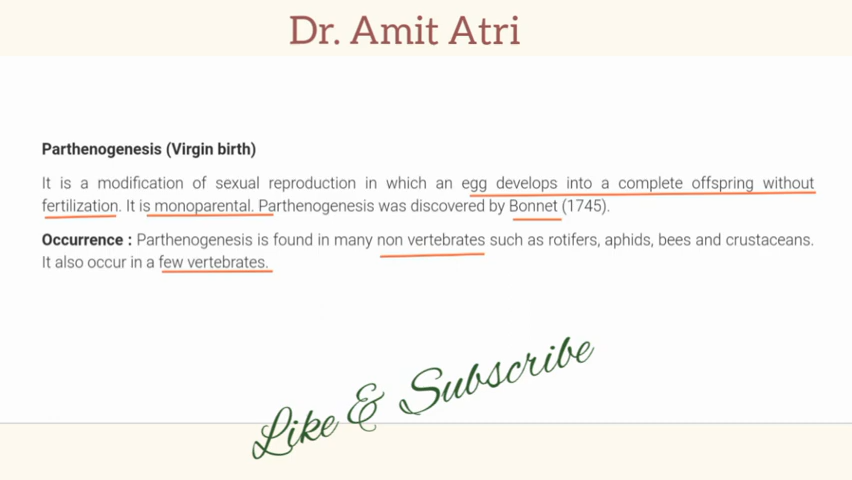 Dr. Amit Atri
Parthenogenesis (Virgin birth)
It is a modification of sexual reproduction in which an egg develops into a complete offspring without
fertilization. It is monoparental. Parthenogenesis was discovered by Bonnet (1745).
Occurrence : Parthenogenesis is found in many non vertebrates such as rotifers, aphids, bees and crustaceans.
It also occur in a few vertebrates.
Like & Subscribe